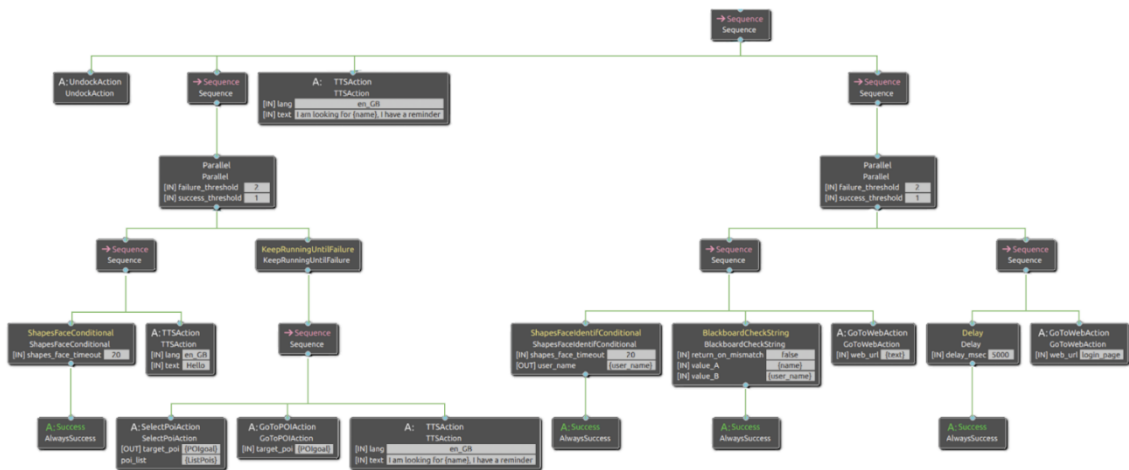 → Sequence
Sequence
A: UndockAction
UndockAction
→ Sequence
Sequence
A: TTSAction
TTSAction
[IN] lang en_GB
[IN] text I am looking for {name}, I have a reminder
→ Sequence
Sequence
Parallel
Parallel
[IN] failure_threshold 2
[IN] success_threshold 1
Parallel
Parallel
[IN] failure_threshold 2
[IN] success_threshold 1
→ Sequence
Sequence
KeepRunningUntilFailure
KeepRunningUntilFailure
→ Sequence
Sequence
→ Sequence
Sequence
ShapesFaceConditional
ShapesFaceConditional
[IN] shapes_face_timeout 20
A: TTSAction
TTSAction
[IN] lang en_GB
[IN] text Hello
→ Sequence
Sequence
ShapesFaceIdentifConditional
ShapesFaceIdentifConditional
[IN] shapes_face_timeout 20
[OUT] user_name {user_name}
BlackboardCheckString
BlackboardCheckString
[IN] return_on_mismatch false
[IN] value_A {name}
[IN] value_B {user_name}
A: GoToWebAction
GoToWebAction
[IN] web_url {text}
Delay
Delay
[IN] delay_msec 5000
A: GoToWebAction
GoToWebAction
[IN] web_url login_page
A: Success
AlwaysSuccess
A: SelectPoiAction
SelectPoiAction
[OUT] target_poi {POIgoal}
poi_list {ListPois}
A: GoToPOIAction
GoToPOIAction
[IN] target_poi {POIgoal}
A: TTSAction
TTSAction
[IN] lang en_GB
[IN] text I am looking for {name}, I have a reminder
A: Success
AlwaysSuccess
A: Success
AlwaysSuccess
A: Success
AlwaysSuccess